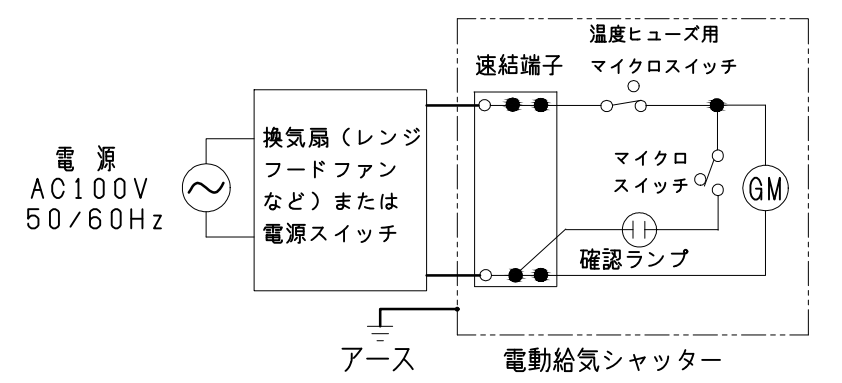 温度ヒューズ用
マイクロスイッチ
速結端子
換気扇（レンジ
フードファン
など）または
電源スイッチ
電 源
AC100V
50/60Hz
マイクロ
スイッチ
GM
確認ランプ
アース
電動給気シャッター